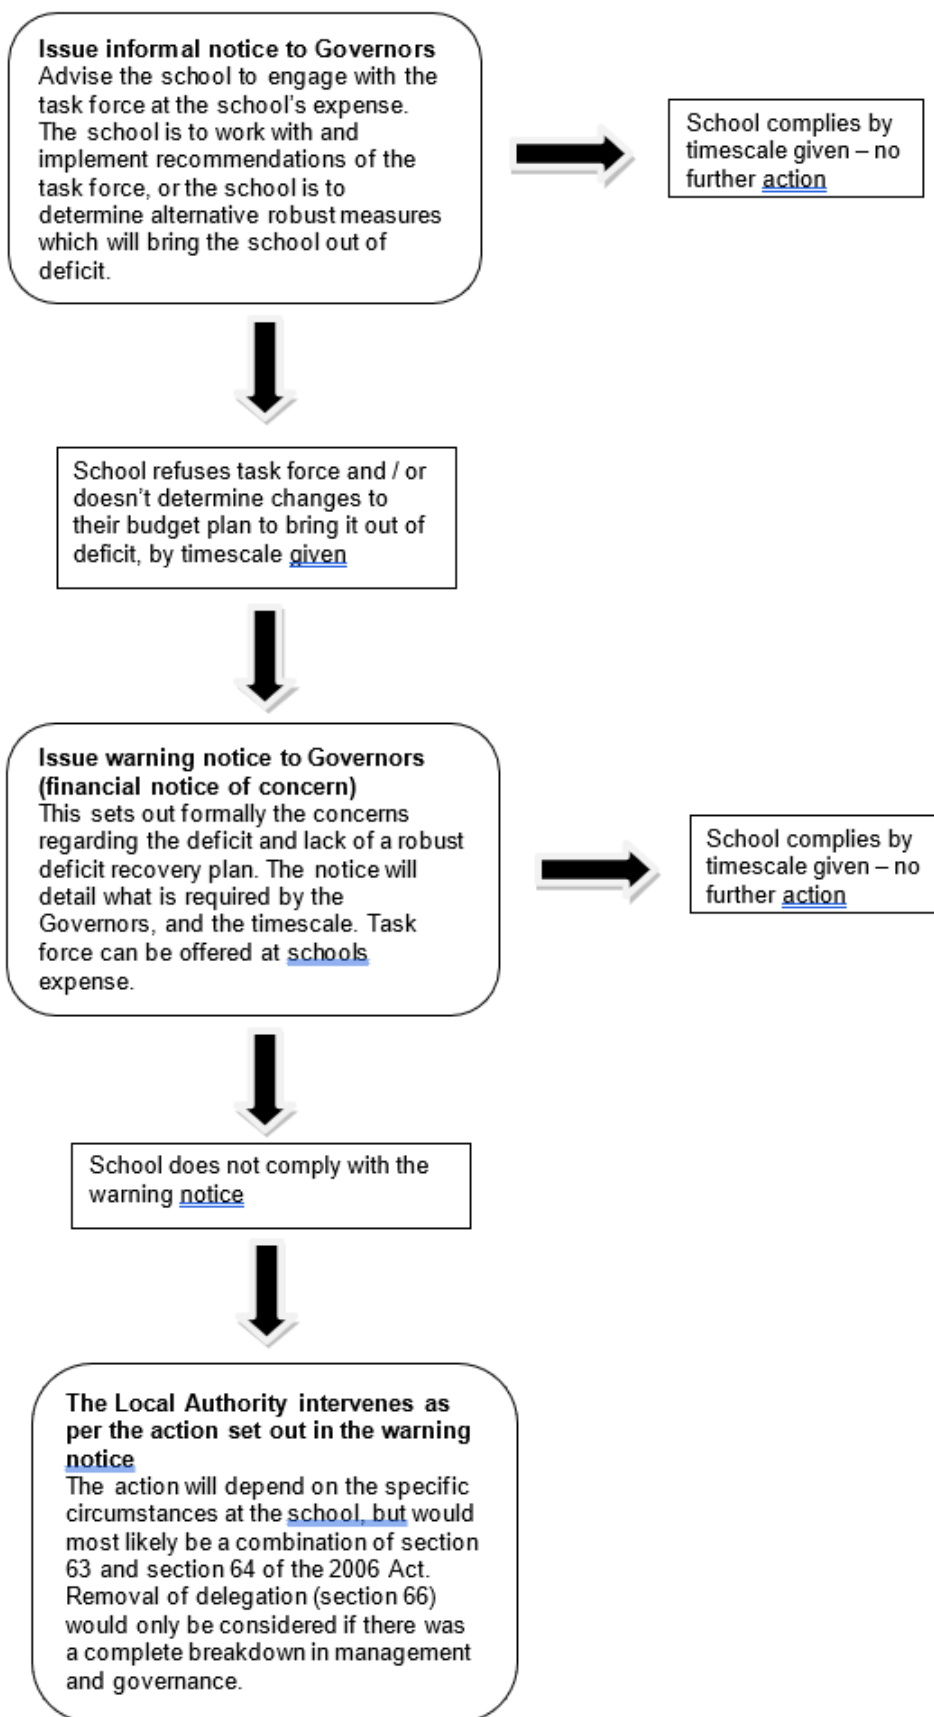 Issue informal notice to Governors
Advise the school to engage with the
task force at the school's expense.
The school is to work with and
implement recommendations of the
task force, or the school is to
determine alternative robust measures
which will bring the school out of
deficit.
School complies by
timescale given – no
further action
School refuses task force and / or
doesn't determine changes to
their budget plan to bring it out of
deficit, by timescale given
Issue warning notice to Governors
(financial notice of concern)
This sets out formally the concerns
regarding the deficit and lack of a robust
deficit recovery plan. The notice will
detail what is required by the
Governors, and the timescale. Task
force can be offered at schools
expense.
School complies by
timescale given – no
further action
School does not comply with the
warning notice
The Local Authority intervenes as
per the action set out in the warning
notice
The action will depend on the specific
circumstances at the school, but would
most likely be a combination of section
63 and section 64 of the 2006 Act.
Removal of delegation (section 66)
would only be considered if there was
a complete breakdown in management
and governance.